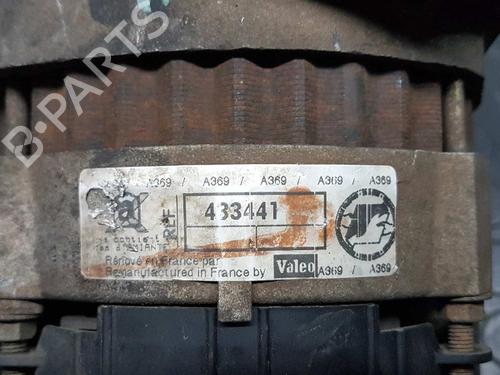 A369 / A369 / A369 / A369 / A369
REF
433441
Rénové en France par
Remanufactured in France by
Valeo
A369 / A369
B-PARTS